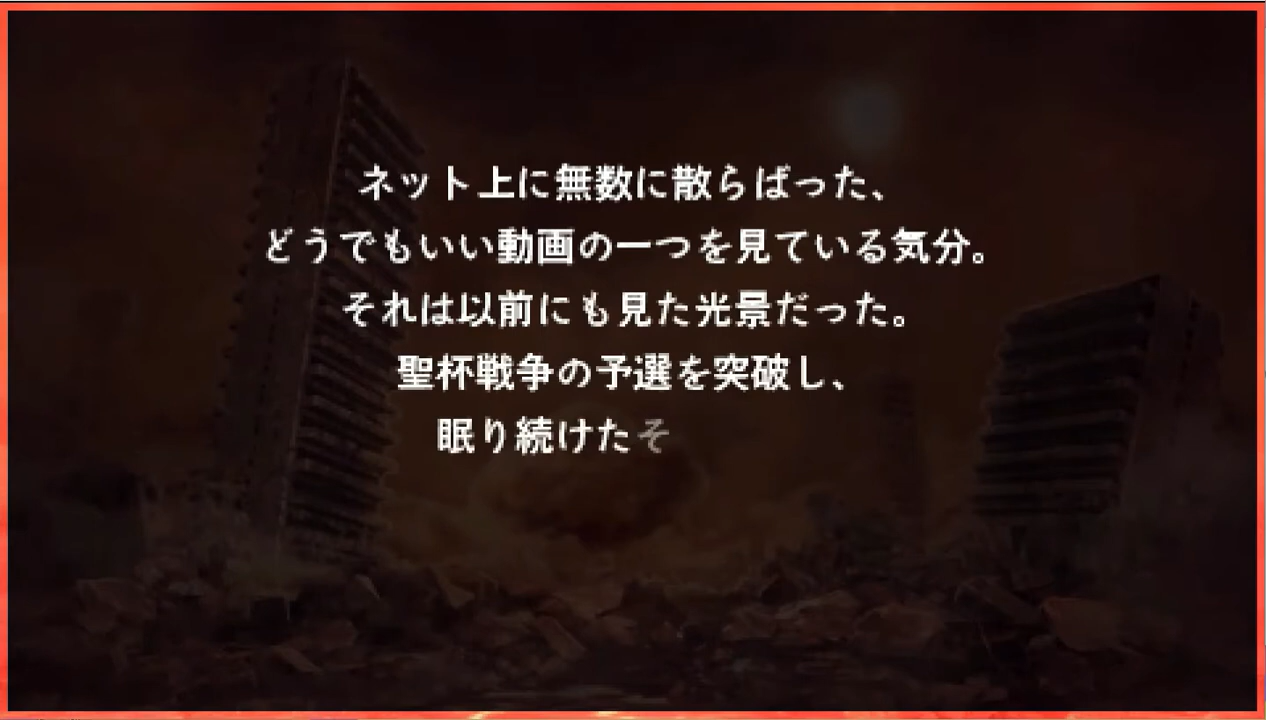 ネット上に無数に散らばった、
どうでもいい動画の一つを見ている気分。
それは以前にも見た光景だった。
聖杯戦争の予選を突破し、
眠り続けたそ